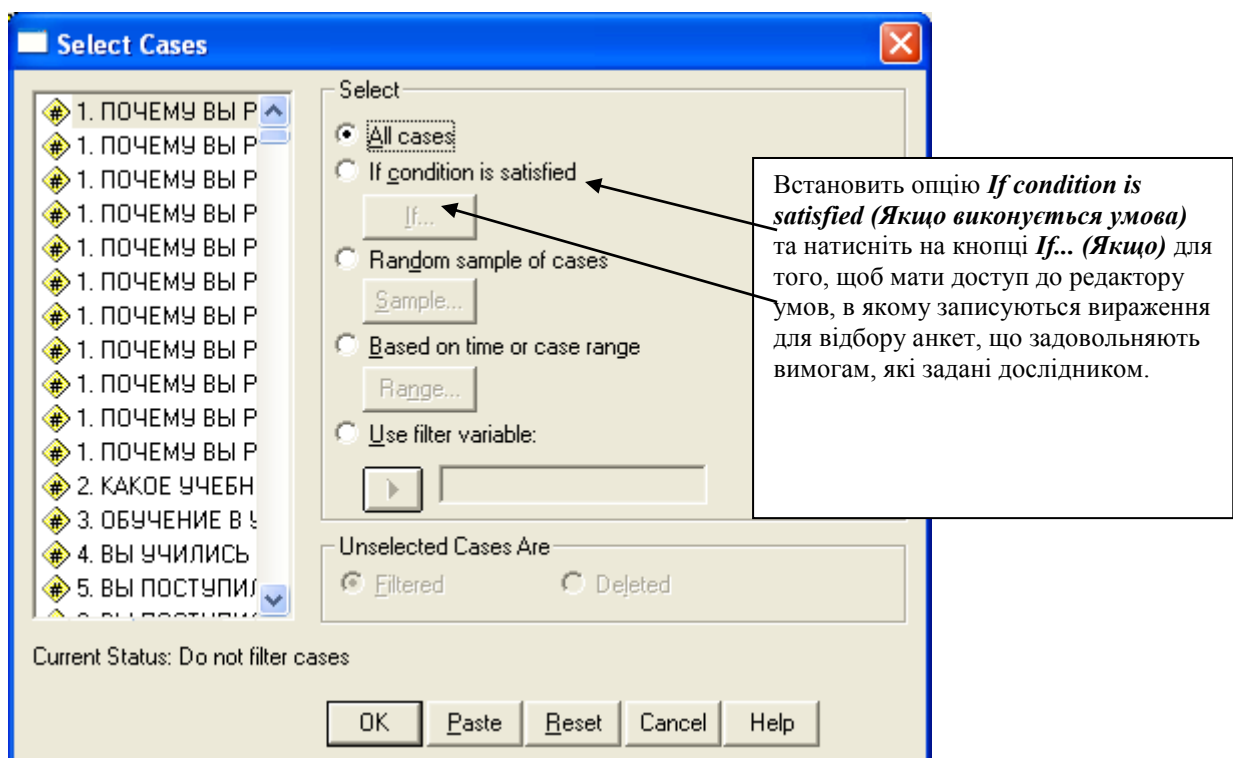 Select Cases
1. ПОЧЕМУ ВЫ Р
1. ПОЧЕМУ ВЫ Р
1. ПОЧЕМУ ВЫ Р
1. ПОЧЕМУ ВЫ Р
1. ПОЧЕМУ ВЫ Р
1. ПОЧЕМУ ВЫ Р
1. ПОЧЕМУ ВЫ Р
1. ПОЧЕМУ ВЫ Р
1. ПОЧЕМУ ВЫ Р
1. ПОЧЕМУ ВЫ Р
1. ПОЧЕМУ ВЫ Р
2. КАКОЕ УЧЕБН
3. ОБУЧЕНИЕ В У
4. ВЫ УЧИЛИСЬ
5. ВЫ ПОСТУПИЛ
Select
All cases
If condition is satisfied
If...
Random sample of cases
Sample...
Based on time or case range
Range...
Use filter variable:
Unselected Cases Are
Filtered Deleted
Current Status: Do not filter cases
OK Paste Reset Cancel Help
Встановить опцію If condition is
satisfied (Якщо виконується умова)
та натисніть на кнопці If... (Якщо) для
того, щоб мати доступ до редактору
умов, в якому записуються вираження
для відбору анкет, що задовольняють
вимогам, які задані дослідником.